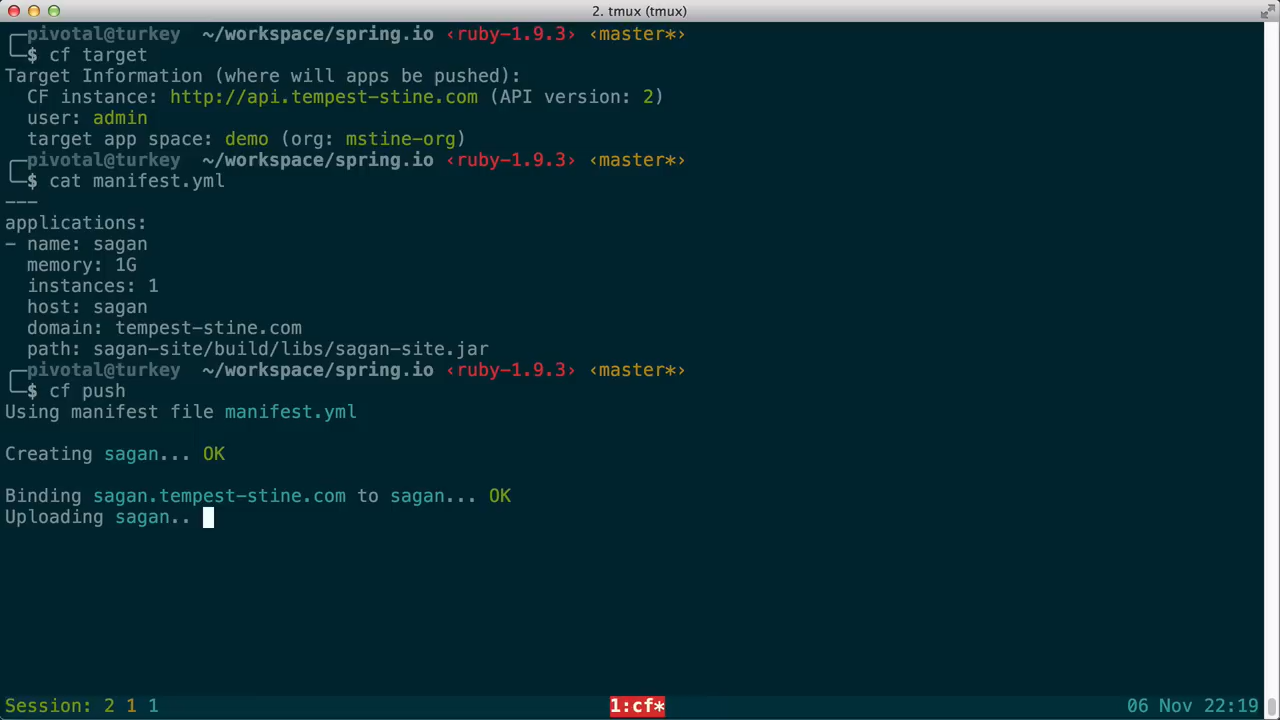 2. tmux (tmux)
pivotal@turkey ~/workspace/spring.io ‹ruby-1.9.3› ‹master*›
$ cf target
Target Information (where will apps be pushed):
  CF instance: http://api.tempest-stine.com (API version: 2)
  user: admin
  target app space: demo (org: mstine-org)
pivotal@turkey ~/workspace/spring.io ‹ruby-1.9.3› ‹master*›
$ cat manifest.yml
---
applications:
- name: sagan
  memory: 1G
  instances: 1
  host: sagan
  domain: tempest-stine.com
  path: sagan-site/build/libs/sagan-site.jar
pivotal@turkey ~/workspace/spring.io ‹ruby-1.9.3› ‹master*›
$ cf push
Using manifest file manifest.yml
Creating sagan... OK
Binding sagan.tempest-stine.com to sagan... OK
Uploading sagan..
Session: 2 1 1 1:cf* 06 Nov 22:19